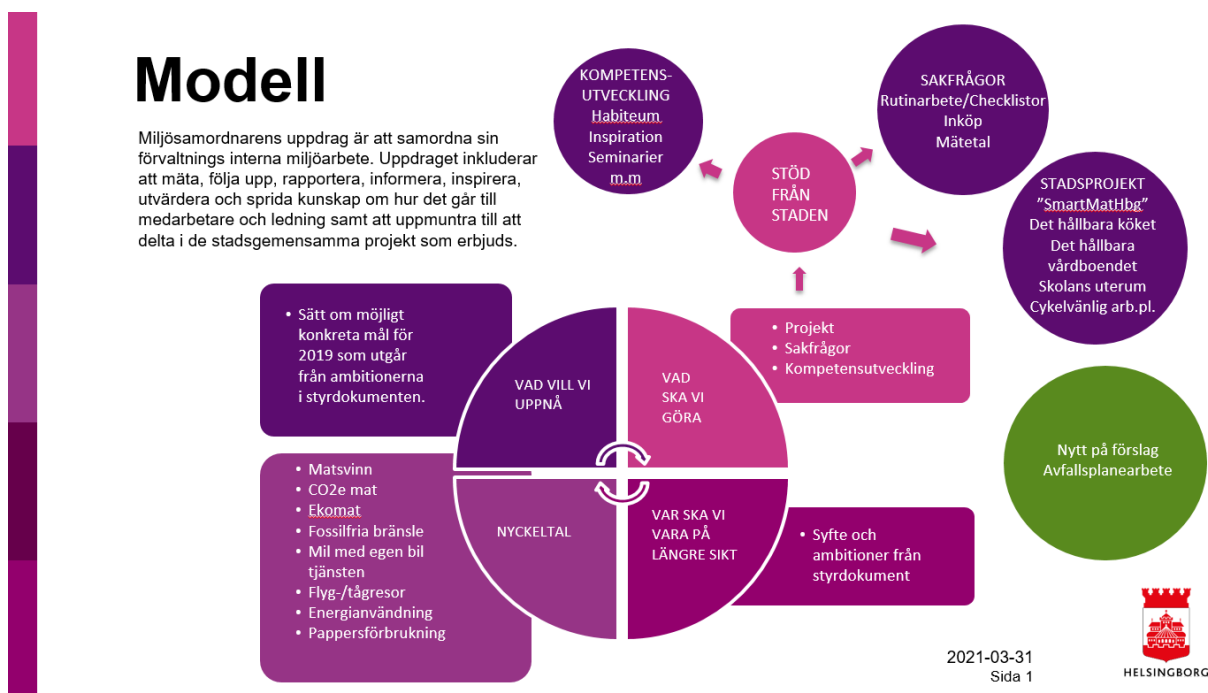 Modell
Miljösamordnarens uppdrag är att samordna sin
förvaltnings interna miljöarbete. Uppdraget inkluderar
att mäta, följa upp, rapportera, informera, inspirera,
utvärdera och sprida kunskap om hur det går till
medarbetare och ledning samt att uppmuntra till att
delta i de stadsgemensamma projekt som erbjuds.
KOMPETENS-
UTVECKLING
Habiteum
Inspiration
Seminarier
m.m
STÖD
FRÅN
STADEN
SAKFRÅGOR
Rutinarbete/Checklistor
Inköp
Mätetal
STADSPROJEKT
”SmartMatHbg”
Det hållbara köket
Det hållbara
vårdboendet
Skolans uterum
Cykelvänlig arb.pl.
• Sätt om möjligt
konkreta mål för
2019 som utgår
från ambitionerna
i styrdokumenten.
VAD VILL VI
UPPNÅ
VAD
SKA VI
GÖRA
• Projekt
• Sakfrågor
• Kompetensutveckling
Nytt på förslag
Avfallsplanearbete
• Matsvinn
• CO2e mat
• Ekomat
• Fossilfria bränsle
• Mil med egen bil
tjänsten
• Flyg-/tågresor
• Energianvändning
• Pappersförbrukning
NYCKELTAL
VAR SKA VI
VARA PÅ
LÄNGRE SIKT
• Syfte och
ambitioner från
styrdokument
2021-03-31
Sida 1
HELSINGBORG